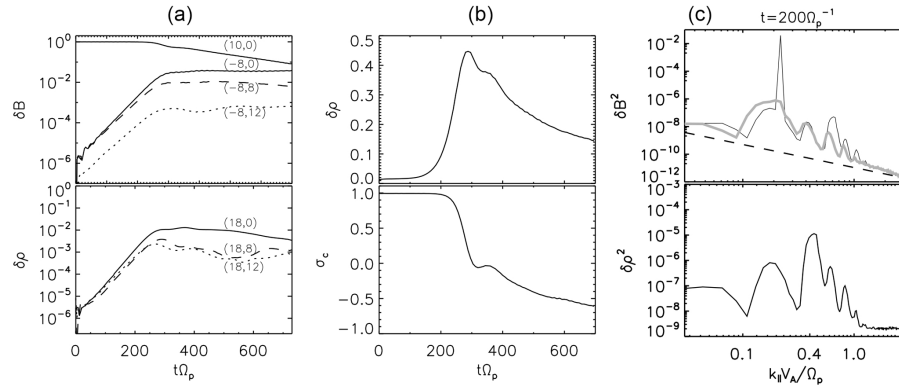 (a)
(b)
(c)
t=200Ω_p^-1
10^0
10^-2
10^-4
10^-6
δB
(10,0)
(-8,0)
(-8,8)
(-8,12)
10^0
10^-1
10^-2
10^-3
10^-4
10^-5
10^-6
δρ
(18,0)
(18,8)
(18,12)
0 200 400 600
tΩ_p
0.5
0.4
0.3
0.2
0.1
0.0
δρ
1.0
0.5
0.0
-0.5
-1.0
σ_c
0 200 400 600
tΩ_p
10^-2
10^-4
10^-6
10^-8
10^-10
10^-12
δB^2
10^-3
10^-4
10^-5
10^-6
10^-7
10^-8
10^-9
δρ^2
0.1 0.4 1.0
k_∥V_A/Ω_p